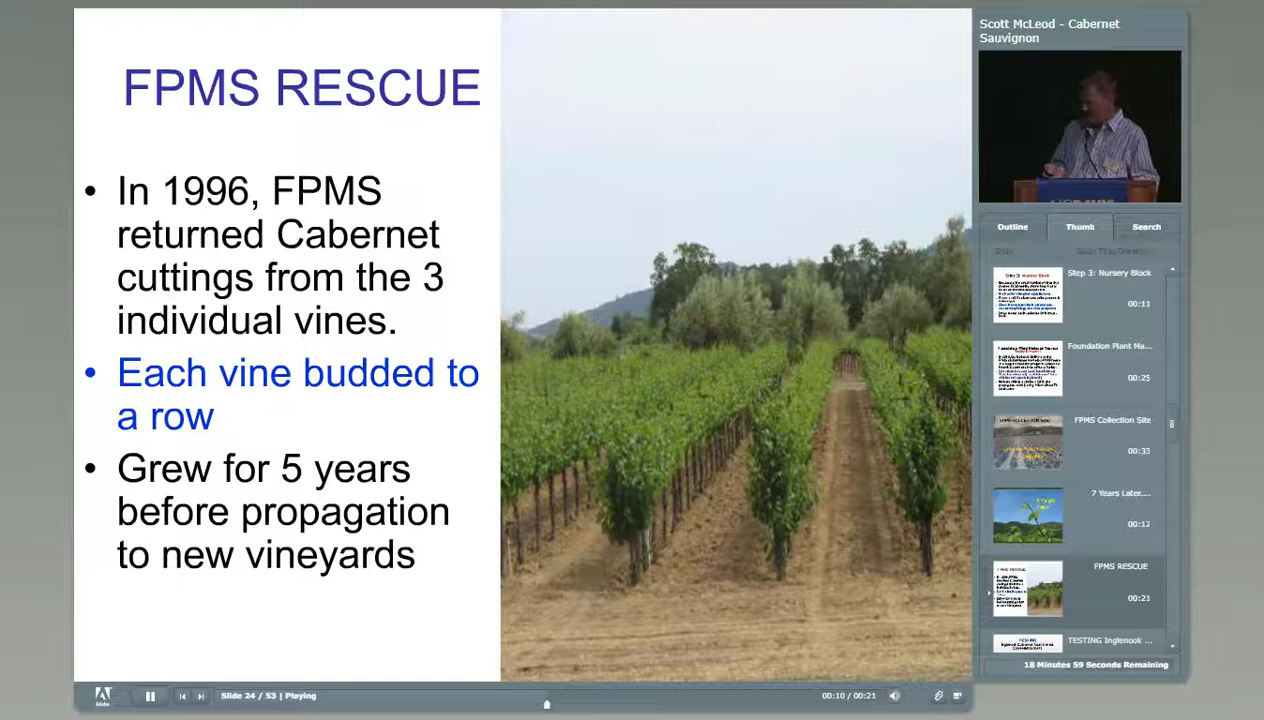 FPMS RESCUE
• In 1996, FPMS
returned Cabernet
cuttings from the 3
individual vines.
• Each vine budded to
a row
• Grew for 5 years
before propagation
to new vineyards
Scott McLeod - Cabernet
Sauvignon
Outline Thumb Search
Step 3: Nursery Block
00:11
Foundation Plant Ma...
00:25
FPMS Collection Site
00:33
7 Years Later....
00:12
FPMS RESCUE
00:21
TESTING Inglenook ...
18 Minutes 59 Seconds Remaining
Adobe
Slide 24 / 53 | Playing
00:10 / 00:21